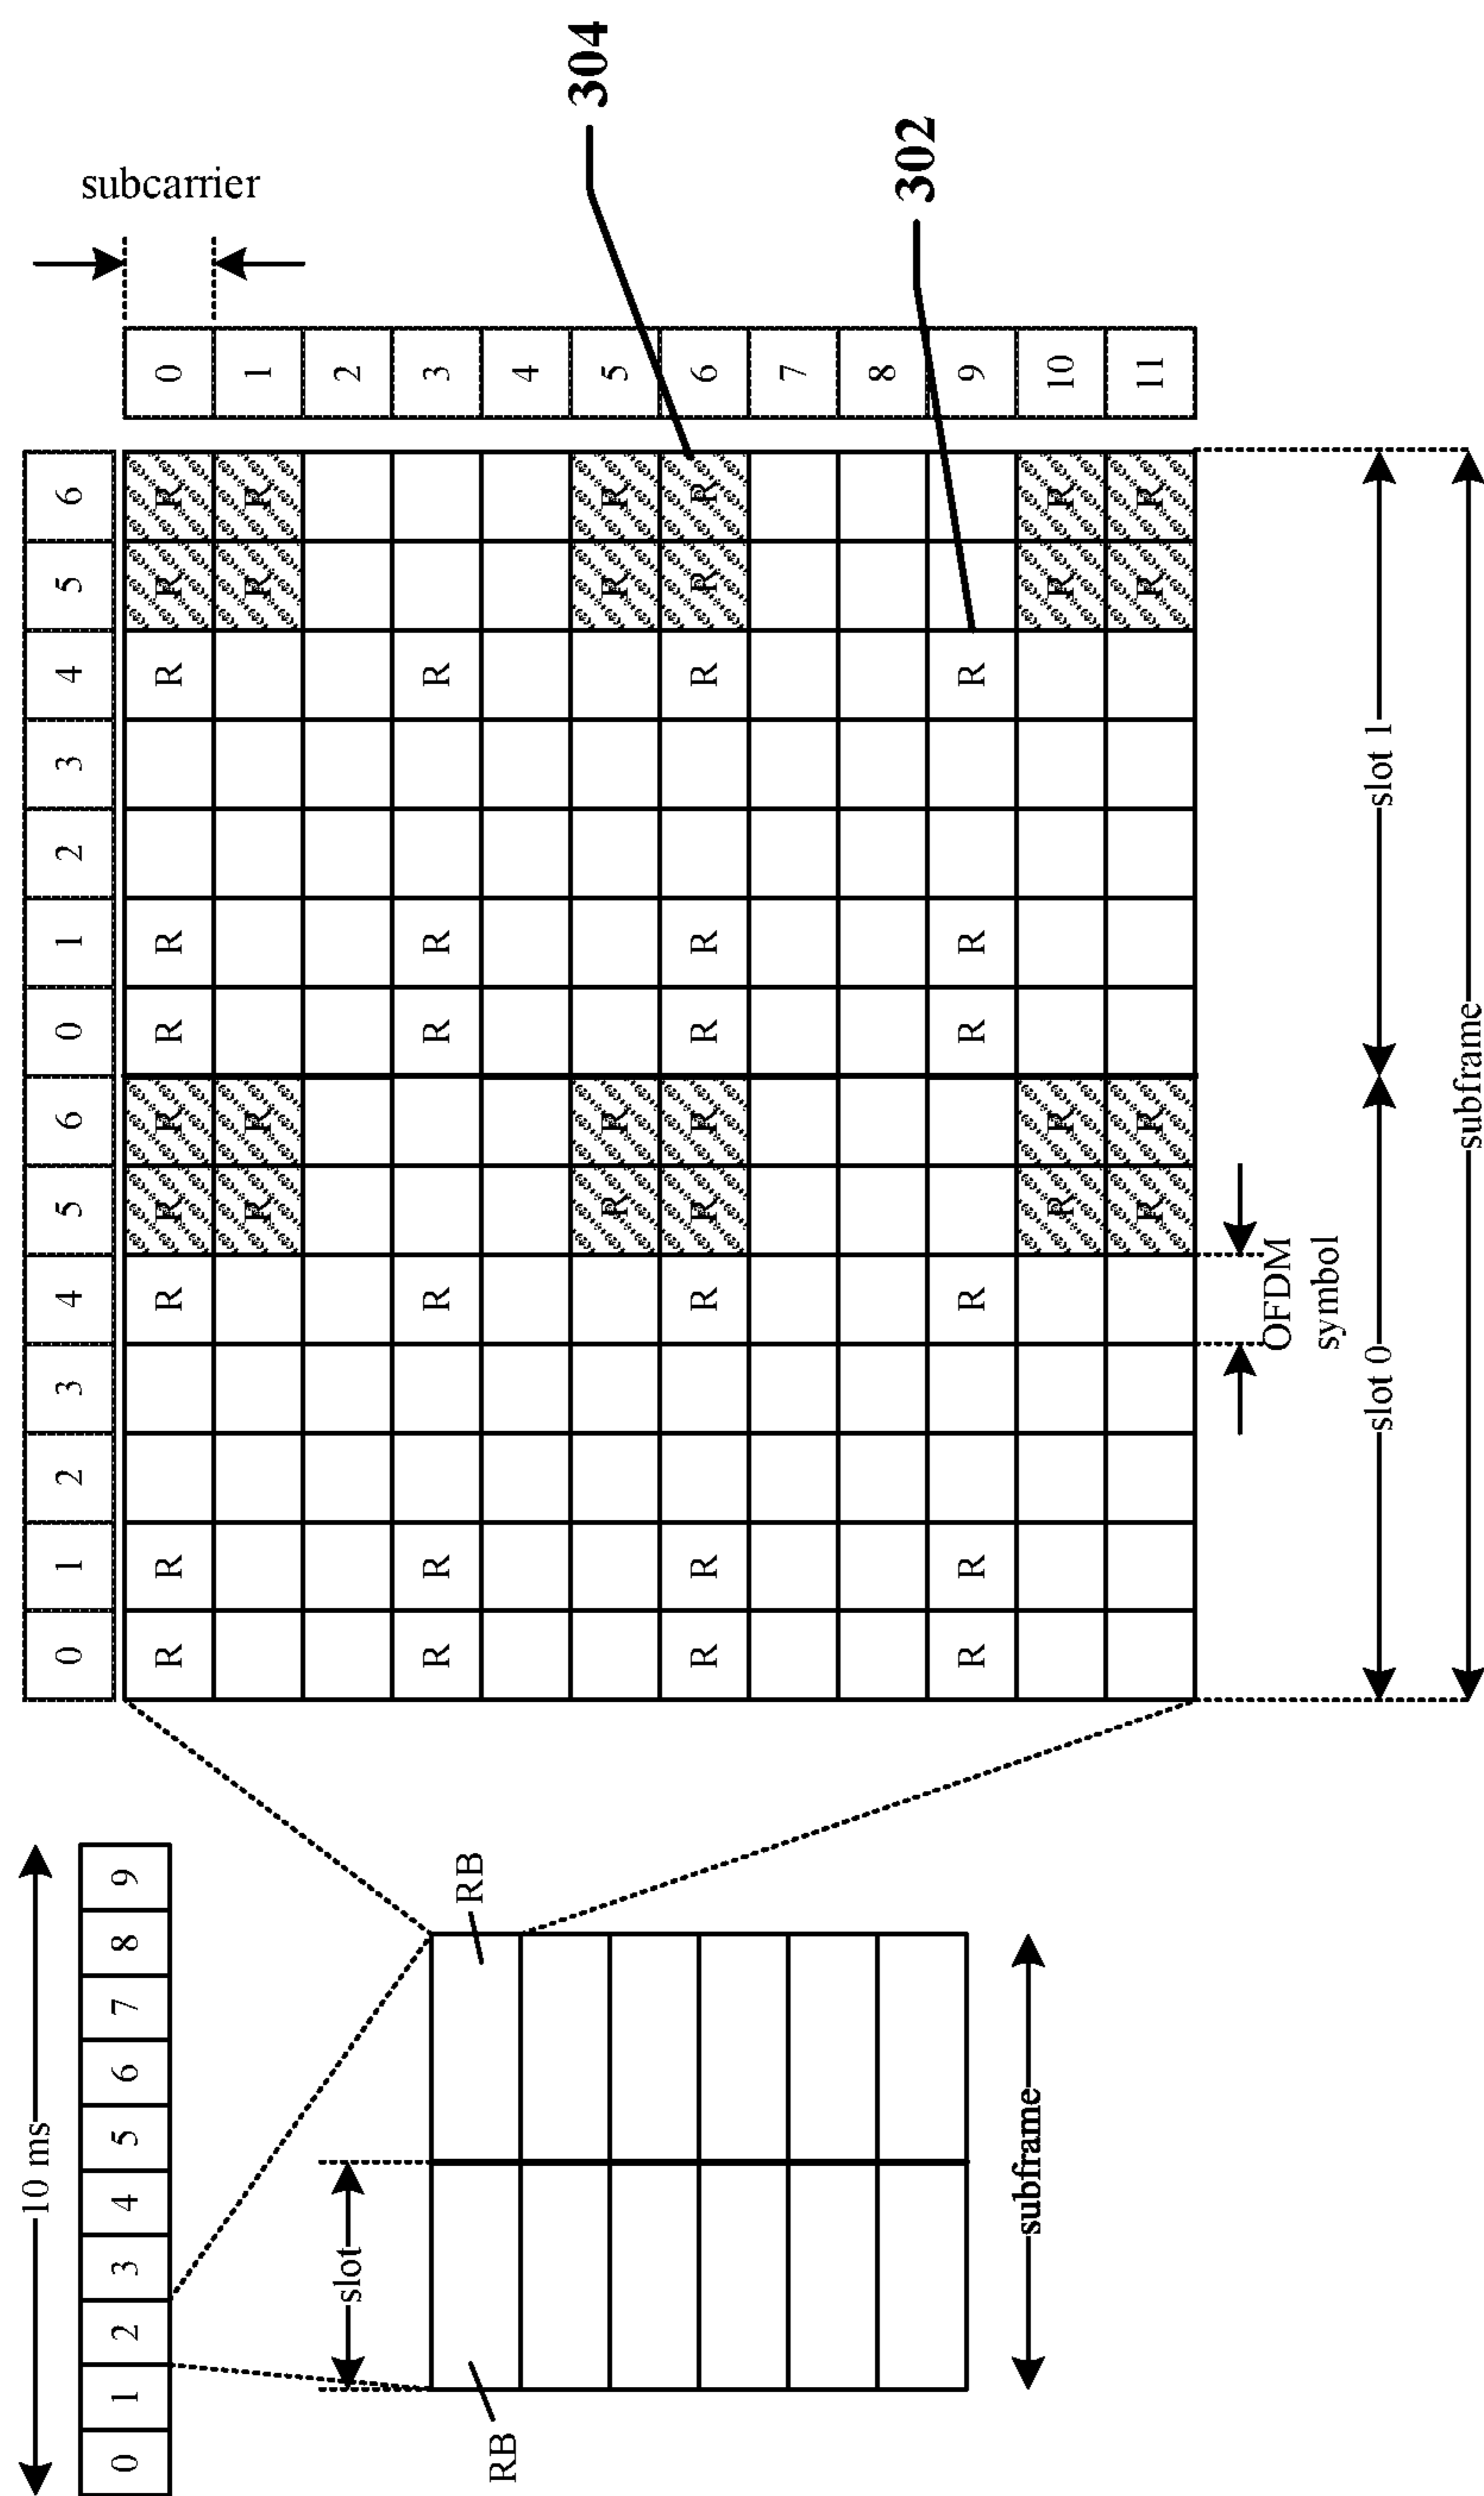 10 ms
0 1 2 3 4 5 6 7 8 9
0 1 2 3 4 5 6 0 1 2 3 4 5 6
subcarrier
R R R R R R R R R R 0
R R R R 1
2
slot
R R R R R R 3
RB
RB
4
R R R R 5
304
R R R R R R R R R R 6
7
8
302
R R R R R R 9
subframe
R R R R 10
R R R R 11
OFDM
symbol
slot 0 slot 1
subframe